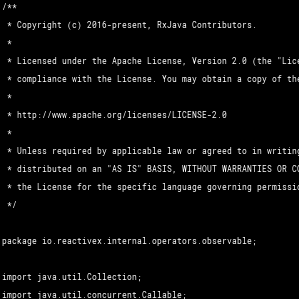 /**
 * Copyright (c) 2016-present, RxJava Contributors.
 *
 * Licensed under the Apache License, Version 2.0 (the "Lice
 * compliance with the License. You may obtain a copy of the
 *
 * http://www.apache.org/licenses/LICENSE-2.0
 *
 * Unless required by applicable law or agreed to in writing
 * distributed on an "AS IS" BASIS, WITHOUT WARRANTIES OR CO
 * the License for the specific language governing permissio
 */
package io.reactivex.internal.operators.observable;
import java.util.Collection;
import java.util.concurrent.Callable;